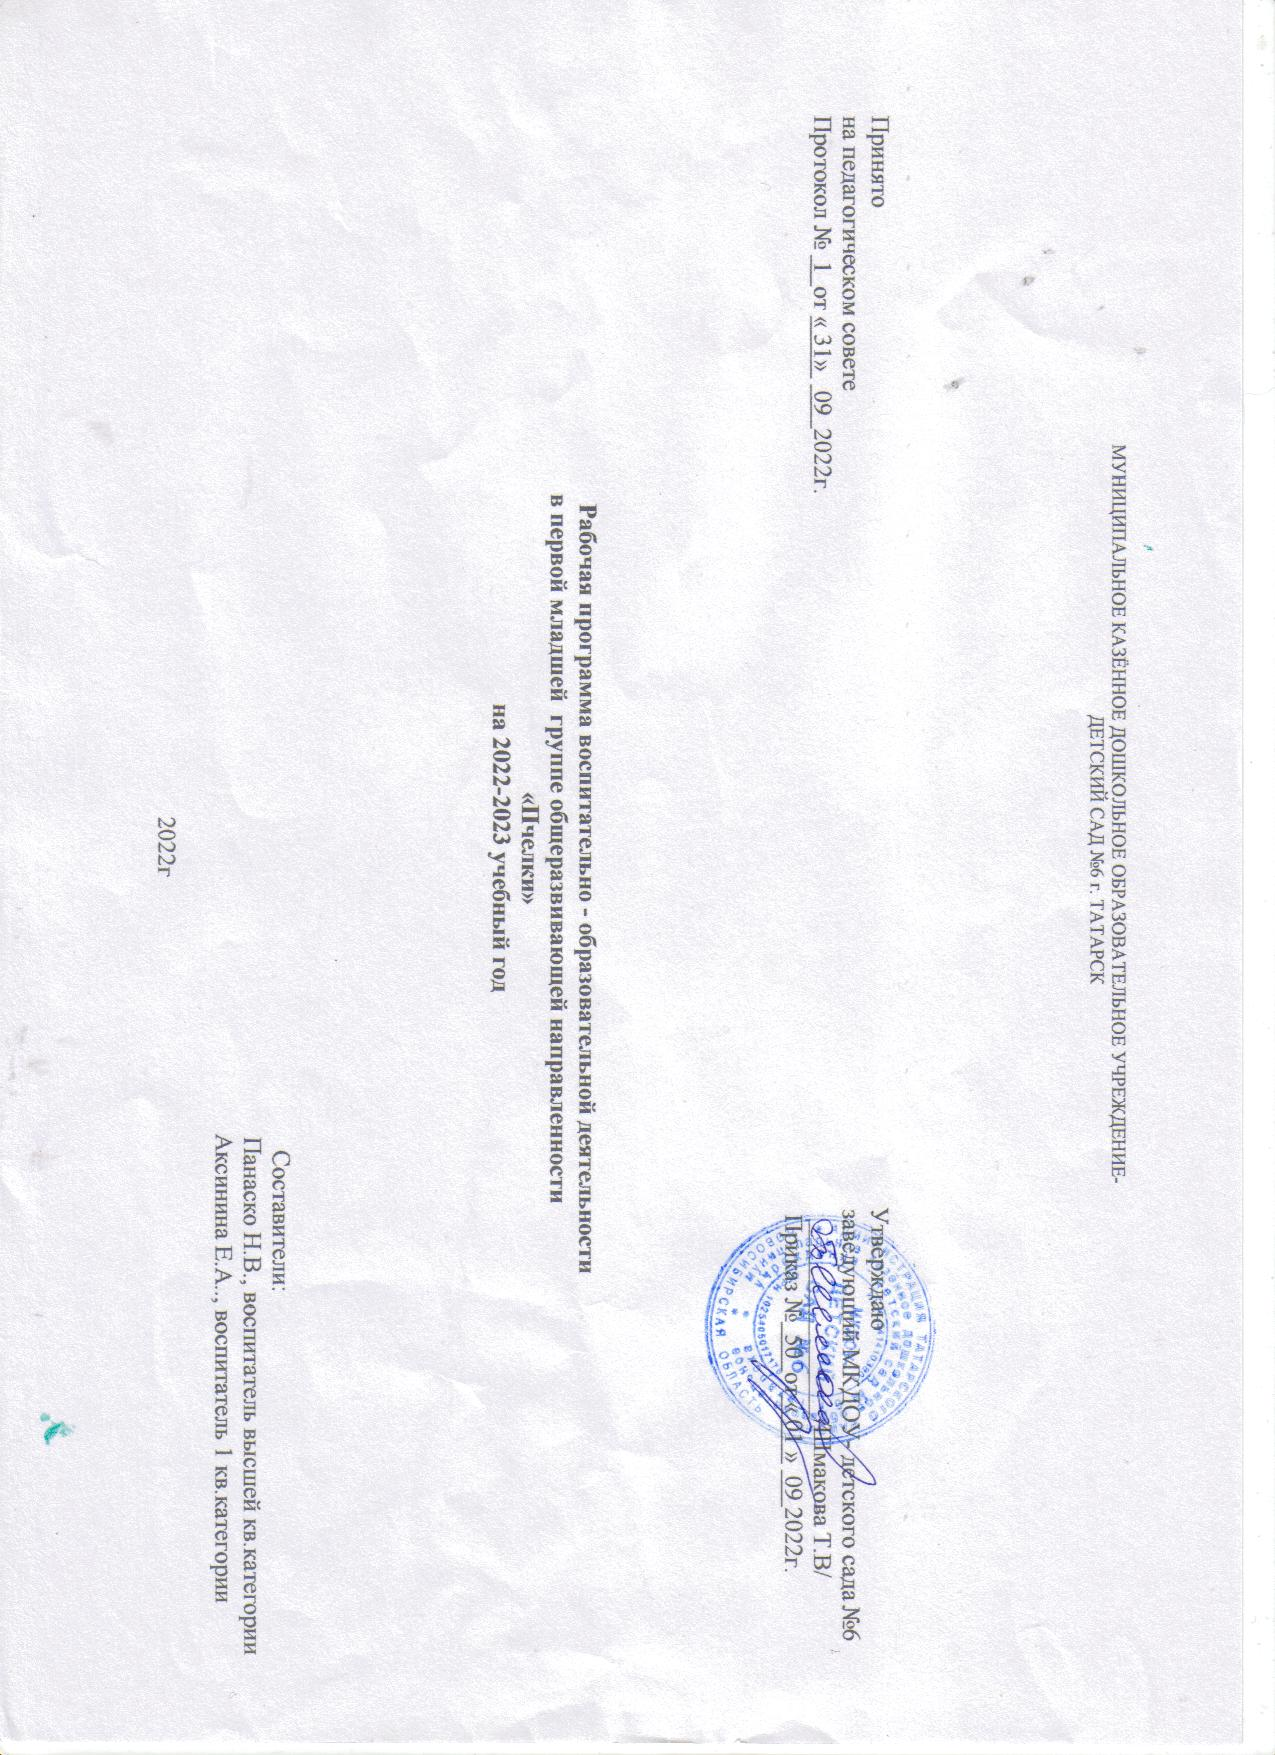 МУНИЦИПАЛЬНОЕ КАЗЁННОЕ ДОШКОЛЬНОЕ ОБРАЗОВАТЕЛЬНОЕ УЧРЕЖДЕНИЕ-
ДЕТСКИЙ САД №6 г. ТАТАРСК
Принято
на педагогическом совете
Протокол № 1 от « 31» 09 2022г.
Утверждаю
заведующий МКДОУ - детского сада №6
Шмакова Т.В/
Приказ № 50 от «01 » 09 2022г.
Рабочая программа воспитательно - образовательной деятельности
в первой младшей группе общеразвивающей направленности
«Пчелки»
на 2022-2023 учебный год
Составители:
Панаско Н.В., воспитатель высшей кв.категории
Аксинина Е.А.., воспитатель 1 кв.категории
2022г